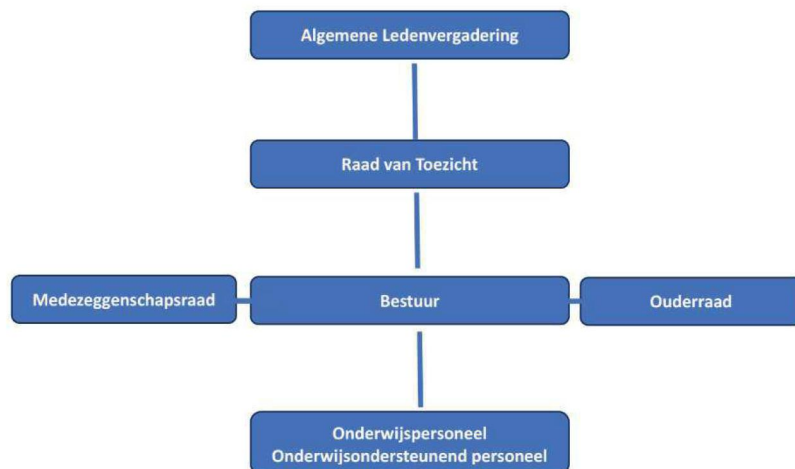 Algemene Ledenvergadering
Raad van Toezicht
Medezeggenschapsraad
Bestuur
Ouderraad
Onderwijspersoneel
Onderwijsondersteunend personeel